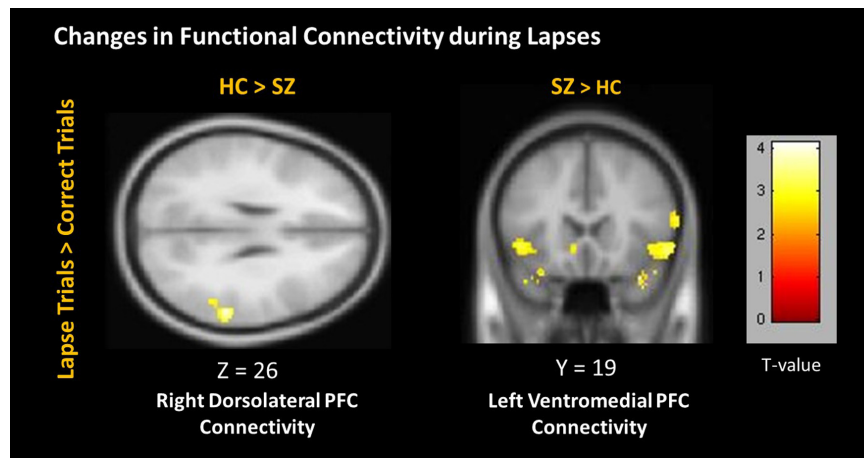 Changes in Functional Connectivity during Lapses
HC > SZ
SZ > HC
Lapse Trials > Correct Trials
4
3
2
1
0
Z = 26
Y = 19
T-value
Right Dorsolateral PFC
Connectivity
Left Ventromedial PFC
Connectivity